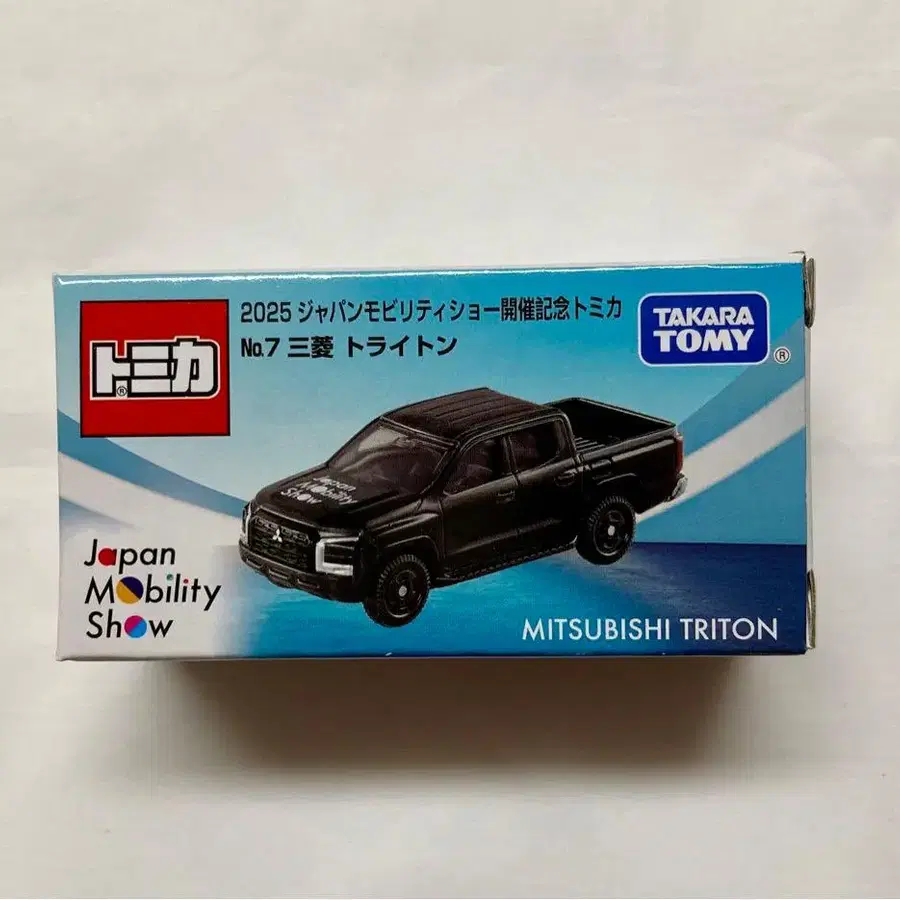 2025 ジャパンモビリティショー開催記念トミカ
No.7 三菱 トライトン
トミカ
®
TAKARA
TOMY
®
Japan
Mobility
Show
Japan
Mobility
Show
MITSUBISHI TRITON